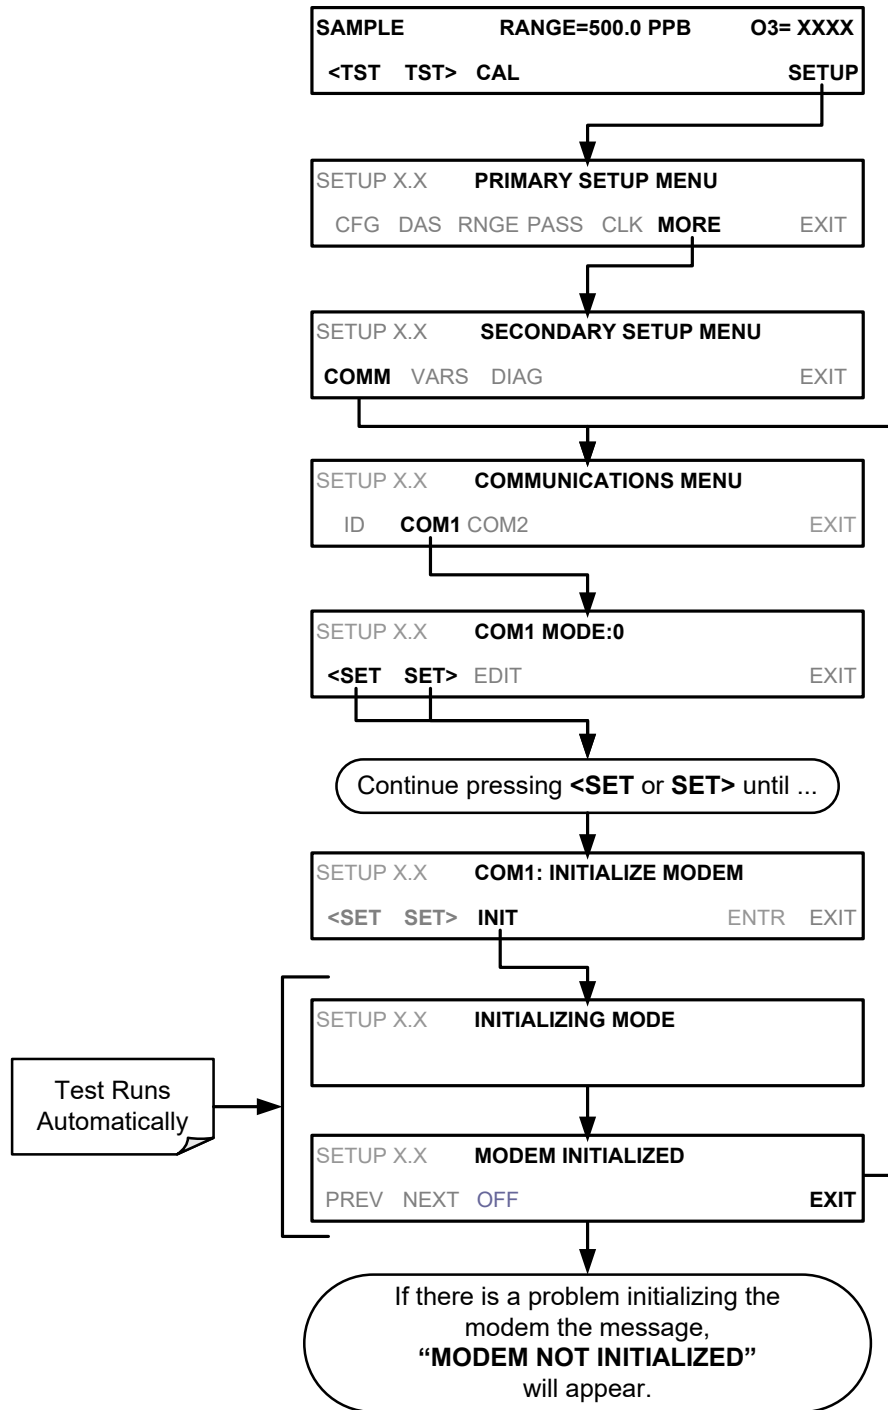 SAMPLE RANGE=500.0 PPB O3= XXXX
<TST TST> CAL SETUP
SETUP X.X PRIMARY SETUP MENU
CFG DAS RNGE PASS CLK MORE EXIT
SETUP X.X SECONDARY SETUP MENU
COMM VARS DIAG EXIT
SETUP X.X COMMUNICATIONS MENU
ID COM1 COM2 EXIT
SETUP X.X COM1 MODE:0
<SET SET> EDIT EXIT
Continue pressing <SET or SET> until ...
SETUP X.X COM1: INITIALIZE MODEM
<SET SET> INIT ENTR EXIT
SETUP X.X INITIALIZING MODE
Test Runs
Automatically
SETUP X.X MODEM INITIALIZED
PREV NEXT OFF EXIT
If there is a problem initializing the
modem the message,
“MODEM NOT INITIALIZED”
will appear.